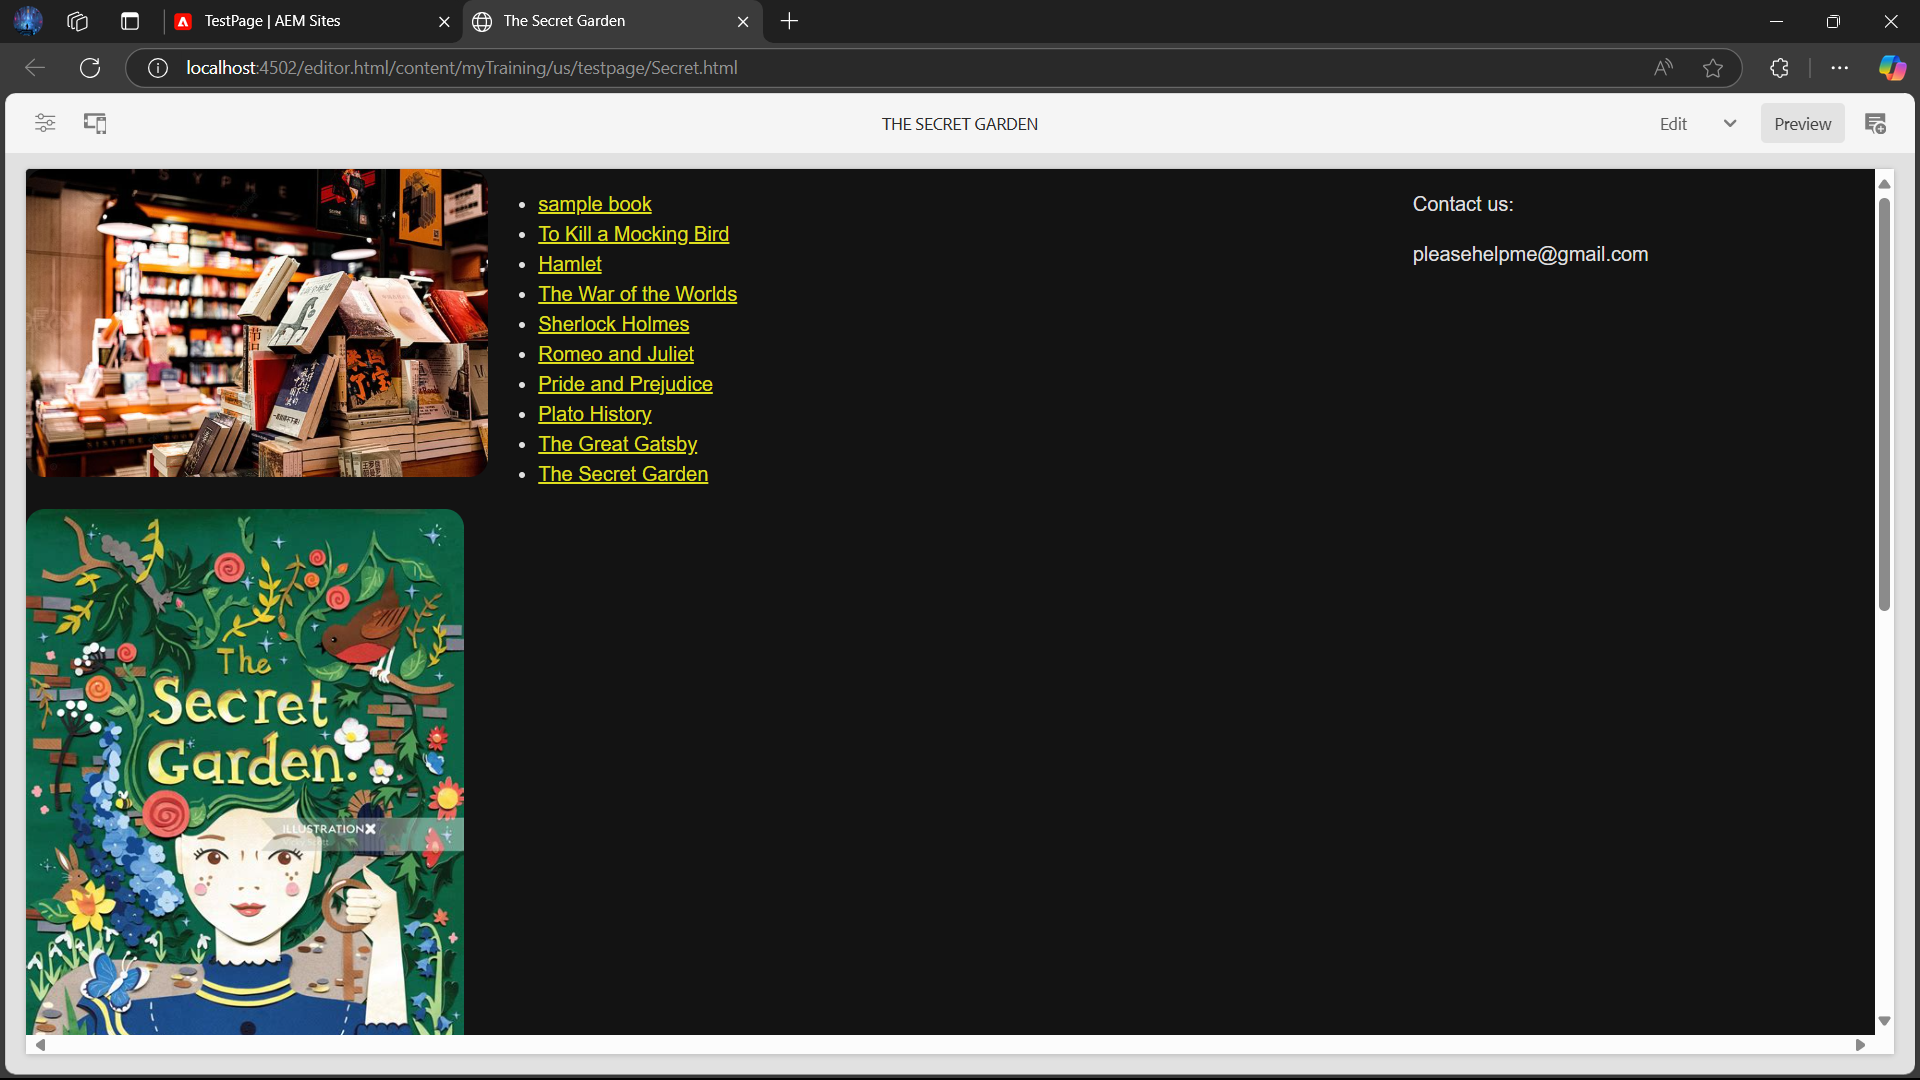 TestPage | AEM Sites
The Secret Garden
localhost:4502/editor.html/content/myTraining/us/testpage/Secret.html
THE SECRET GARDEN
Edit
Preview
sample book
To Kill a Mocking Bird
Hamlet
The War of the Worlds
Sherlock Holmes
Romeo and Juliet
Pride and Prejudice
Plato History
The Great Gatsby
The Secret Garden
Contact us:
pleasehelpme@gmail.com
The
Secret
Garden.
ILLUSTRATIONX